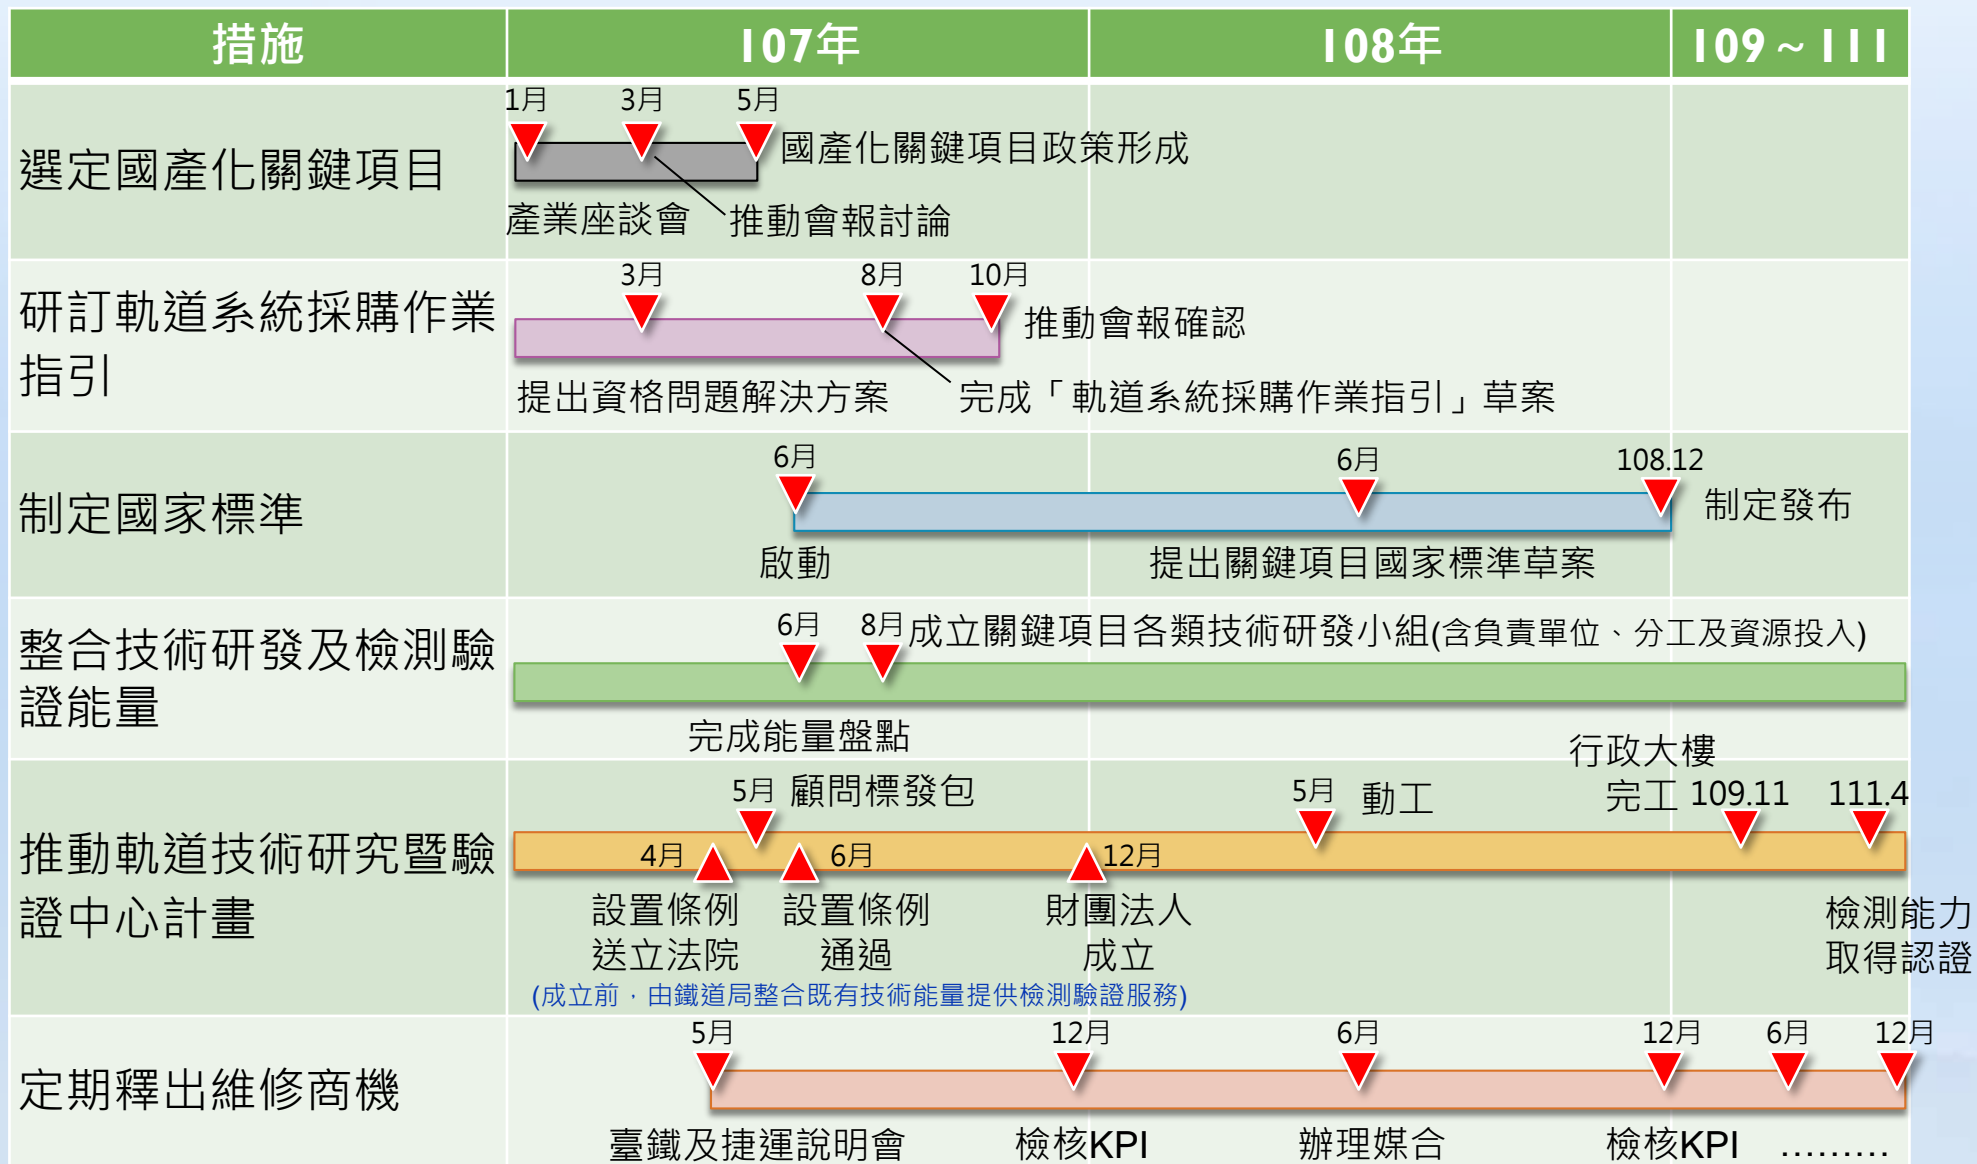 措施
107年
108年
109～111
選定國產化關鍵項目
1月
3月
5月
國產化關鍵項目政策形成
產業座談會
推動會報討論
研訂軌道系統採購作業
指引
3月
8月
10月
推動會報確認
提出資格問題解決方案
完成「軌道系統採購作業指引」草案
制定國家標準
6月
6月
108.12
制定發布
啟動
提出關鍵項目國家標準草案
整合技術研發及檢測驗
證能量
6月
8月
成立關鍵項目各類技術研發小組(含負責單位、分工及資源投入)
完成能量盤點
推動軌道技術研究暨驗
證中心計畫
5月
顧問標發包
5月
動工
行政大樓
完工
109.11
111.4
4月
6月
12月
設置條例
送立法院
設置條例
通過
財團法人
成立
檢測能力
取得認證
(成立前，由鐵道局整合既有技術能量提供檢測驗證服務)
定期釋出維修商機
5月
12月
6月
12月
6月
12月
臺鐵及捷運說明會
檢核KPI
辦理媒合
檢核KPI
………